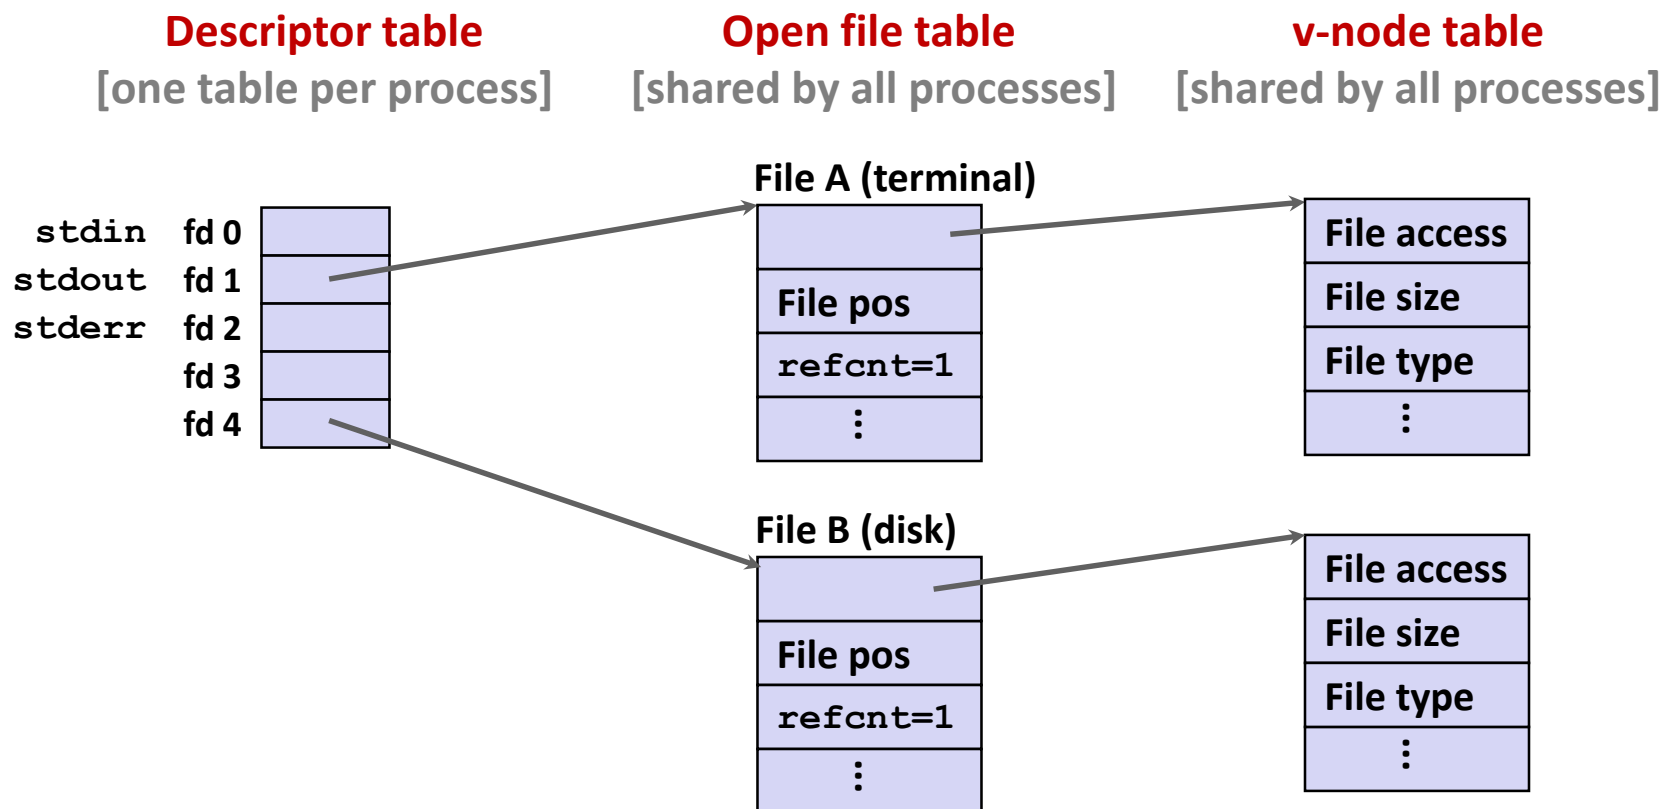 Descriptor table
[one table per process]
Open file table
[shared by all processes]
v-node table
[shared by all processes]
stdin fd 0
stdout fd 1
stderr fd 2
fd 3
fd 4
File A (terminal)
File pos
refcnt=1
⋮
File access
File size
File type
⋮
File B (disk)
File pos
refcnt=1
⋮
File access
File size
File type
⋮